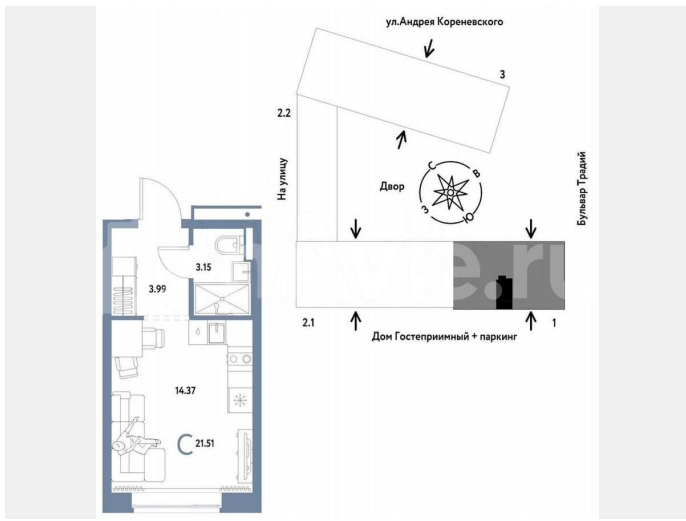 ул.Андрея Кореневского
3
2.2
На улицу
Двор
С
В
З
Ю
Бульвар Традий
3.15
3.99
2.1
1
Дом Гостеприимный + паркинг
14.37
С 21.51